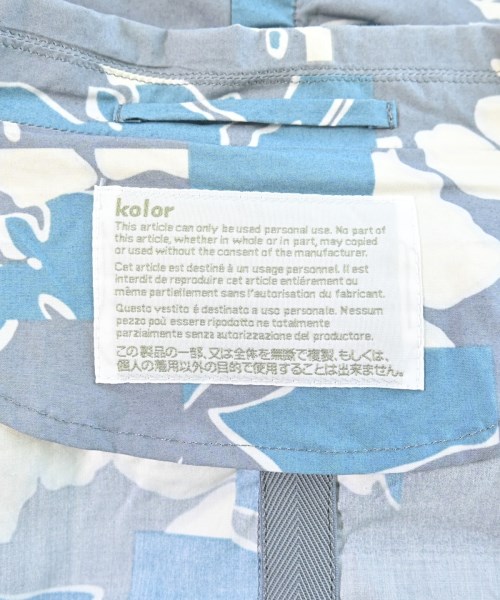 kolor
This article can only be used personal use. No part of
this article, whether in whole or in part, may copied
or used without the consent of the manufacturer.
Cet article est destiné à un usage personnel. Il est
interdit de reproduire cet article entiérement ou
même partiellement sans l'autorisation du fabricant.
Questo vestito é destinato a uso personale. Nessum
pezzo puó essere ripodotto ne totalmente
parzialmente senza autorizzazione del productore.
この製品の一部、又は全体を無断で複製、もしくは、
個人の着用以外の目的で使用することは出来ません。